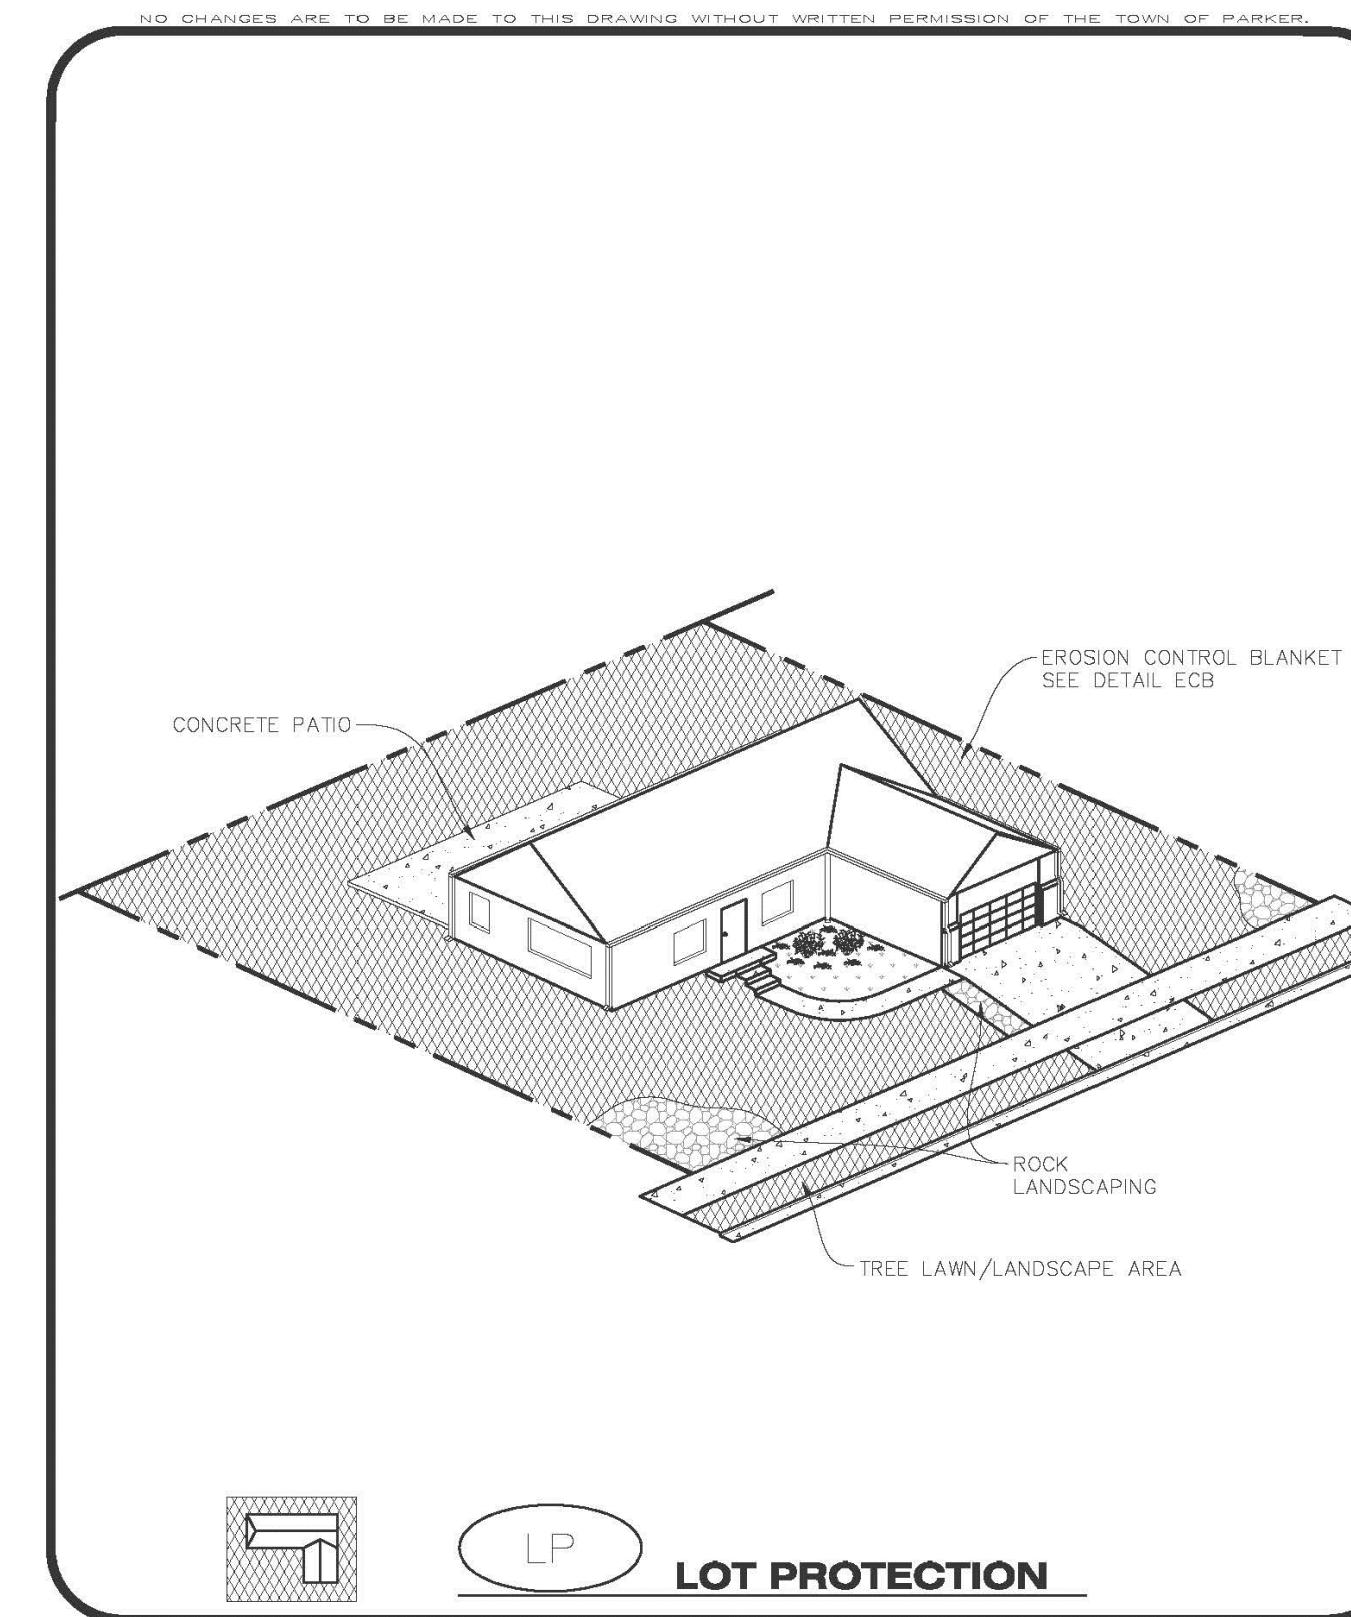 NO CHANGES ARE TO BE MADE TO THIS DRAWING WITHOUT WRITTEN PERMISSION OF THE TOWN OF PARKER.
EROSION CONTROL BLANKET
SEE DETAIL ECB
CONCRETE PATIO
ROCK
LANDSCAPING
TREE LAWN/LANDSCAPE AREA
LP
LOT PROTECTION